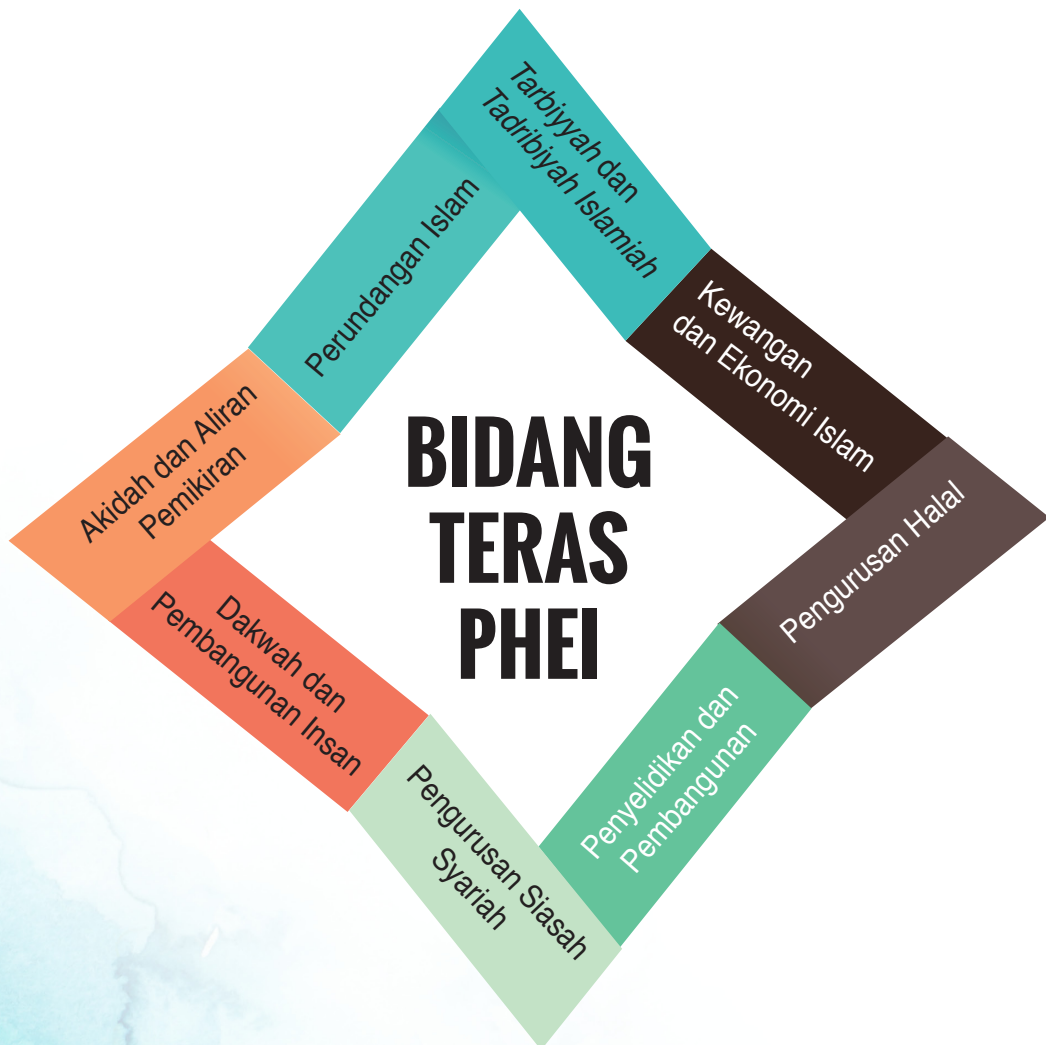 Tarbiyyah dan
Tadribiyah Islamiah
Kewangan
dan Ekonomi Islam
Pengurusan Halal
Penyelidikan dan
Pembangunan
Pengurusan Siasah
Syariah
Dakwah dan
Pembangunan Insan
Akidah dan Aliran
Pemikiran
Perundangan Islam
BIDANG
TERAS
PHEI